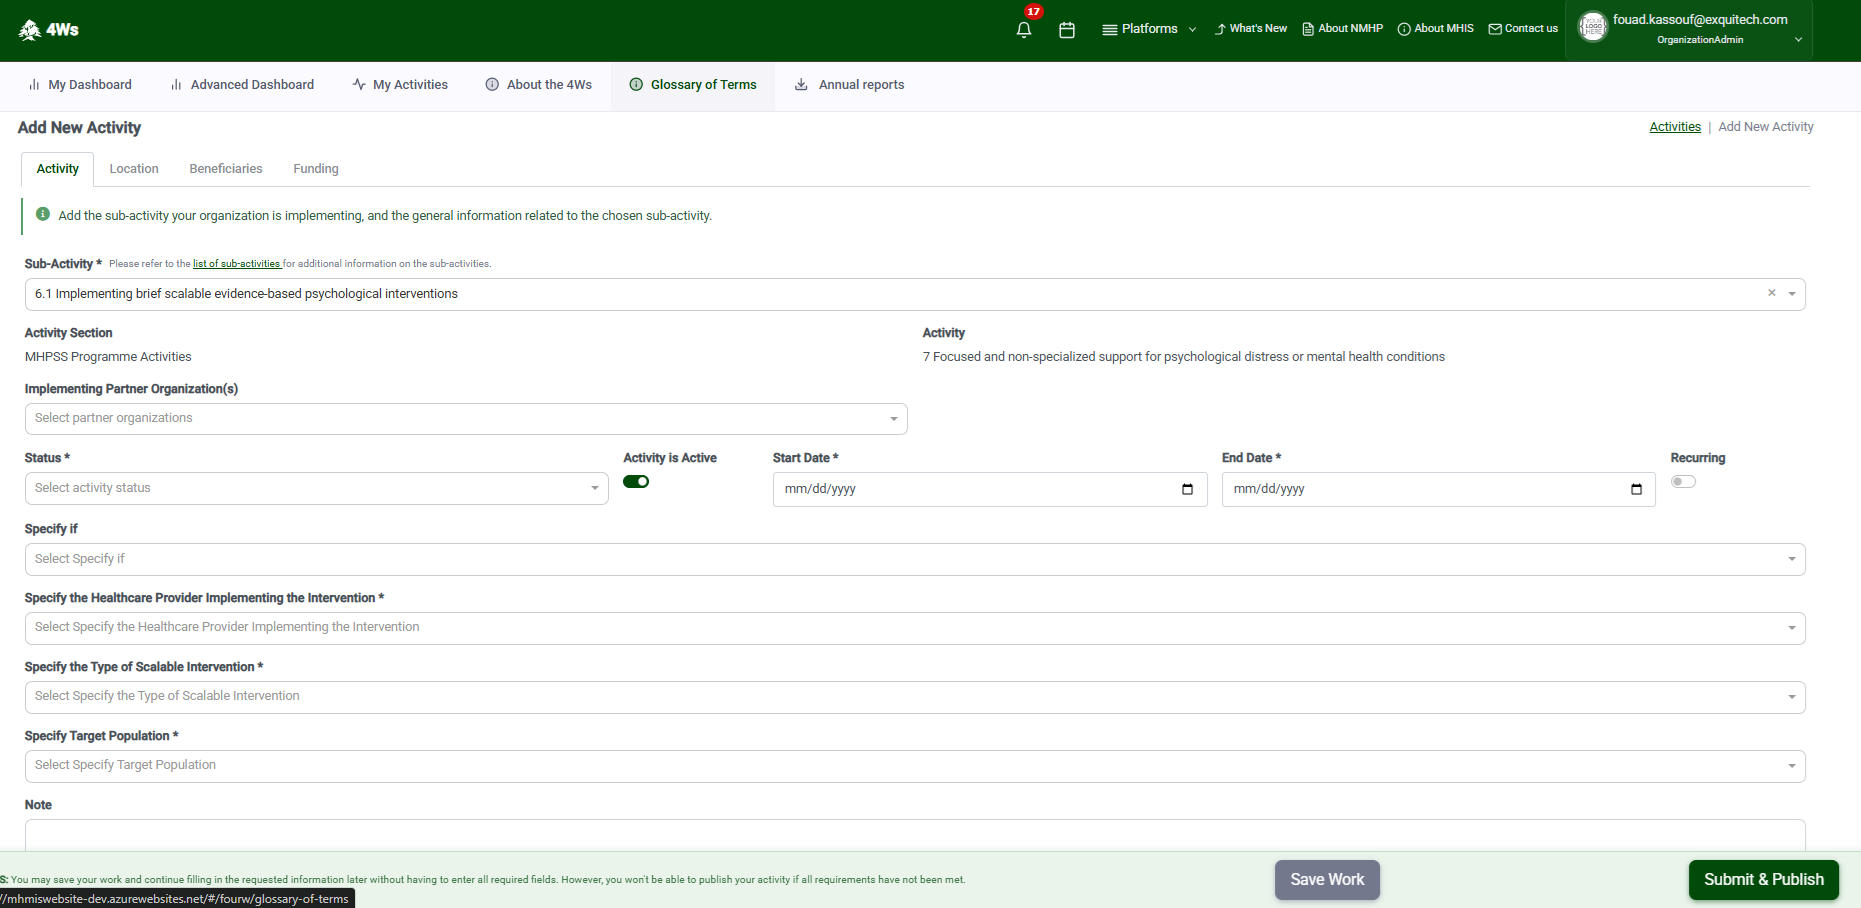 4Ws
17
Platforms
What's New
About NMHP
About MHIS
Contact us
YOUR LOGO HERE
fouad.kassouf@exquitech.com
OrganizationAdmin
My Dashboard
Advanced Dashboard
My Activities
About the 4Ws
Glossary of Terms
Annual reports
Add New Activity
Activities | Add New Activity
Activity
Location
Beneficiaries
Funding
Add the sub-activity your organization is implementing, and the general information related to the chosen sub-activity.
Sub-Activity * Please refer to the list of sub-activities for additional information on the sub-activities.
6.1 Implementing brief scalable evidence-based psychological interventions
Activity Section
Activity
MHPSS Programme Activities
7 Focused and non-specialized support for psychological distress or mental health conditions
Implementing Partner Organization(s)
Select partner organizations
Status *
Activity is Active
Start Date *
End Date *
Recurring
Select activity status
mm/dd/yyyy
mm/dd/yyyy
Specify if
Select Specify if
Specify the Healthcare Provider Implementing the Intervention *
Select Specify the Healthcare Provider Implementing the Intervention
Specify the Type of Scalable Intervention *
Select Specify the Type of Scalable Intervention
Specify Target Population *
Select Specify Target Population
Note
S: You may save your work and continue filling in the requested information later without having to enter all required fields. However, you won't be able to publish your activity if all requirements have not been met.
Save Work
Submit & Publish
//mhmiswebsite-dev.azurewebsites.net/#/fourw/glossary-of-terms